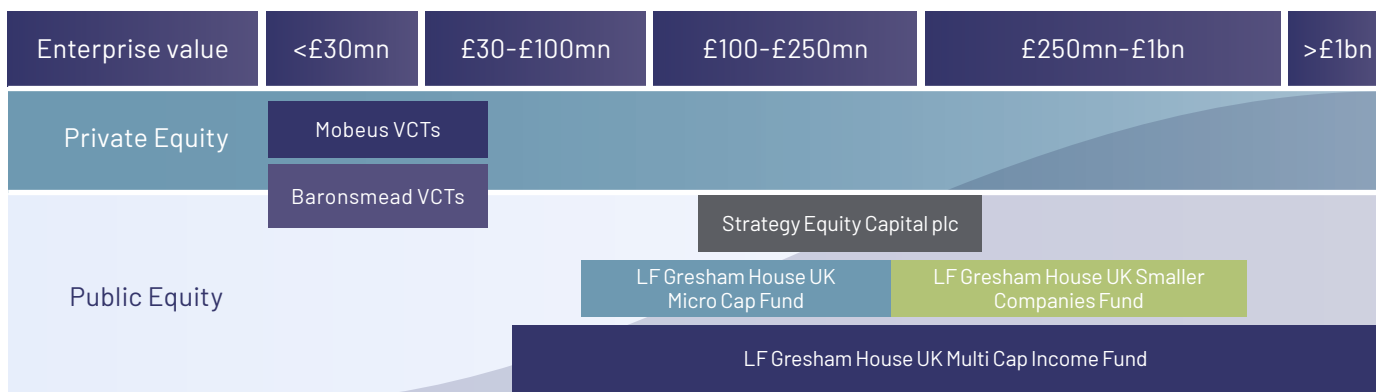 Enterprise value
<£30mn
£30-£100mn
£100-£250mn
£250mn-£1bn
>£1bn
Private Equity
Mobeus VCTs
Baronsmead VCTs
Public Equity
Strategy Equity Capital plc
LF Gresham House UK
Micro Cap Fund
LF Gresham House UK Smaller
Companies Fund
LF Gresham House UK Multi Cap Income Fund